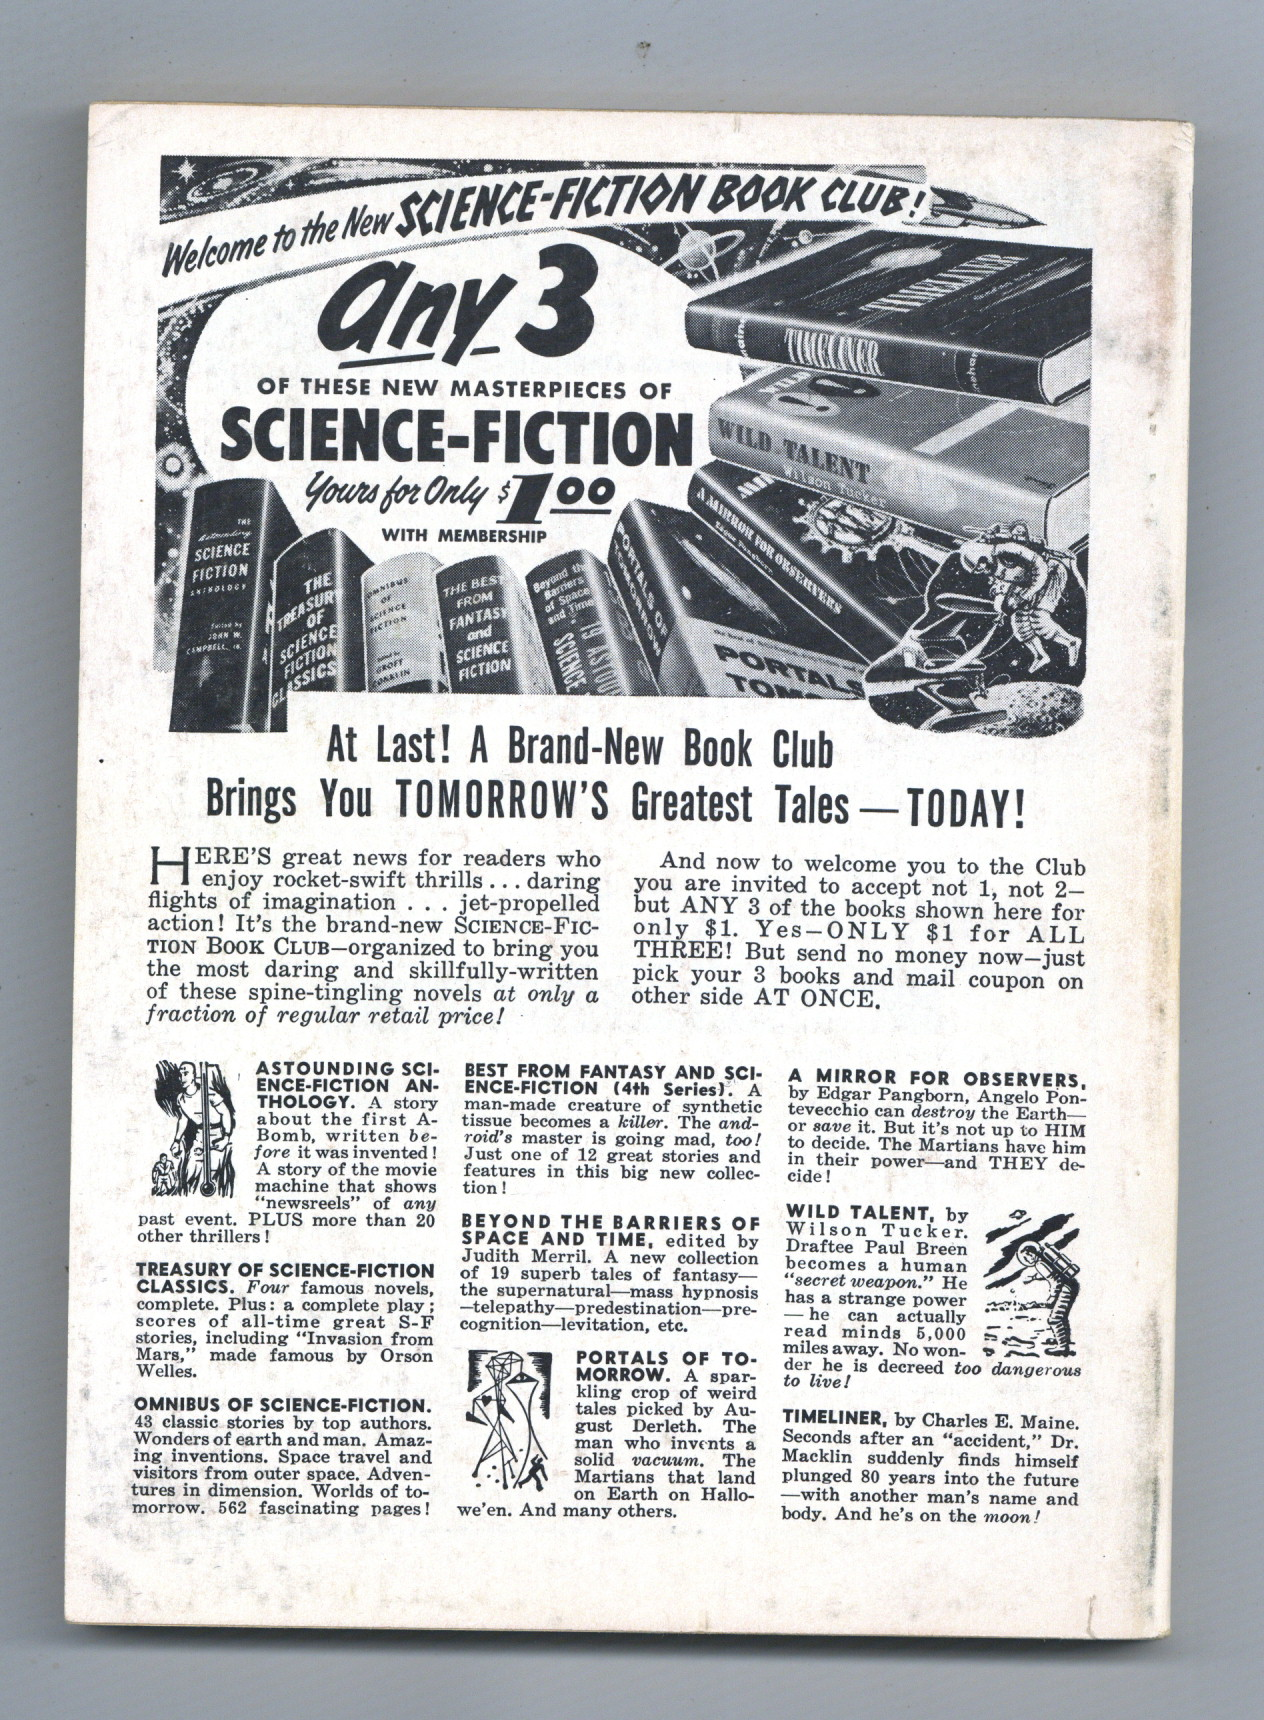 Welcome to the New SCIENCE-FICTION BOOK CLUB!
any 3
OF THESE NEW MASTERPIECES OF
SCIENCE-FICTION
Yours for Only $1.00
WITH MEMBERSHIP
TIMELINER
TIMELINER
WILD TALENT
Wilson Tucker
A MIRROR FOR OBSERVERS
Edgar Pangborn
THE
Astounding
SCIENCE
FICTION
ANTHOLOGY
Edited by
JOHN W.
CAMPBELL, JR.
THE
TREASURY
OF
SCIENCE
FICTION
CLASSICS
OMNIBUS
OF
SCIENCE
FICTION
edited by
GROFF
CONKLIN
THE BEST
FROM
FANTASY
and
SCIENCE
FICTION
Beyond the
Barriers
of Space
and Time
PORTALS OF
TOMORROW
PORTALS
TOM
At Last! A Brand-New Book Club
Brings You TOMORROW'S Greatest Tales — TODAY!
HERE'S great news for readers who
enjoy rocket-swift thrills . . . daring
flights of imagination . . . jet-propelled
action! It's the brand-new SCIENCE-FIC-
TION BOOK CLUB—organized to bring you
the most daring and skillfully-written
of these spine-tingling novels at only a
fraction of regular retail price!
And now to welcome you to the Club
you are invited to accept not 1, not 2—
but ANY 3 of the books shown here for
only $1. Yes—ONLY $1 for ALL
THREE! But send no money now—just
pick your 3 books and mail coupon on
other side AT ONCE.
ASTOUNDING SCI-
ENCE-FICTION AN-
THOLOGY. A story
about the first A-
Bomb, written be-
fore it was invented!
A story of the movie
machine that shows
"newsreels" of any
past event. PLUS more than 20
other thrillers!
TREASURY OF SCIENCE-FICTION
CLASSICS. Four famous novels,
complete. Plus: a complete play;
scores of all-time great S-F
stories, including "Invasion from
Mars," made famous by Orson
Welles.
OMNIBUS OF SCIENCE-FICTION.
43 classic stories by top authors.
Wonders of earth and man. Amaz-
ing inventions. Space travel and
visitors from outer space. Adven-
tures in dimension. Worlds of to-
morrow. 562 fascinating pages!
BEST FROM FANTASY AND SCI-
ENCE-FICTION (4th Series). A
man-made creature of synthetic
tissue becomes a killer. The and-
roid's master is going mad, too!
Just one of 12 great stories and
features in this big new collec-
tion!
BEYOND THE BARRIERS OF
SPACE AND TIME, edited by
Judith Merril. A new collection
of 19 superb tales of fantasy—
the supernatural—mass hypnosis
—telepathy—predestination—pre-
cognition—levitation, etc.
PORTALS OF TO-
MORROW. A spar-
kling crop of weird
tales picked by Au-
gust Derleth. The
man who invents a
solid vacuum. The
Martians that land
on Earth on Hallo-
we'en. And many others.
A MIRROR FOR OBSERVERS,
by Edgar Pangborn, Angelo Pon-
tevecchio can destroy the Earth—
or save it. But it's not up to HIM
to decide. The Martians have him
in their power—and THEY de-
cide!
WILD TALENT, by
Wilson Tucker.
Draftee Paul Breen
becomes a human
"secret weapon." He
has a strange power
— he can actually
read minds 5,000
miles away. No won-
der he is decreed too dangerous
to live!
TIMELINER, by Charles E. Maine.
Seconds after an "accident," Dr.
Macklin suddenly finds himself
plunged 80 years into the future
—with another man's name and
body. And he's on the moon!